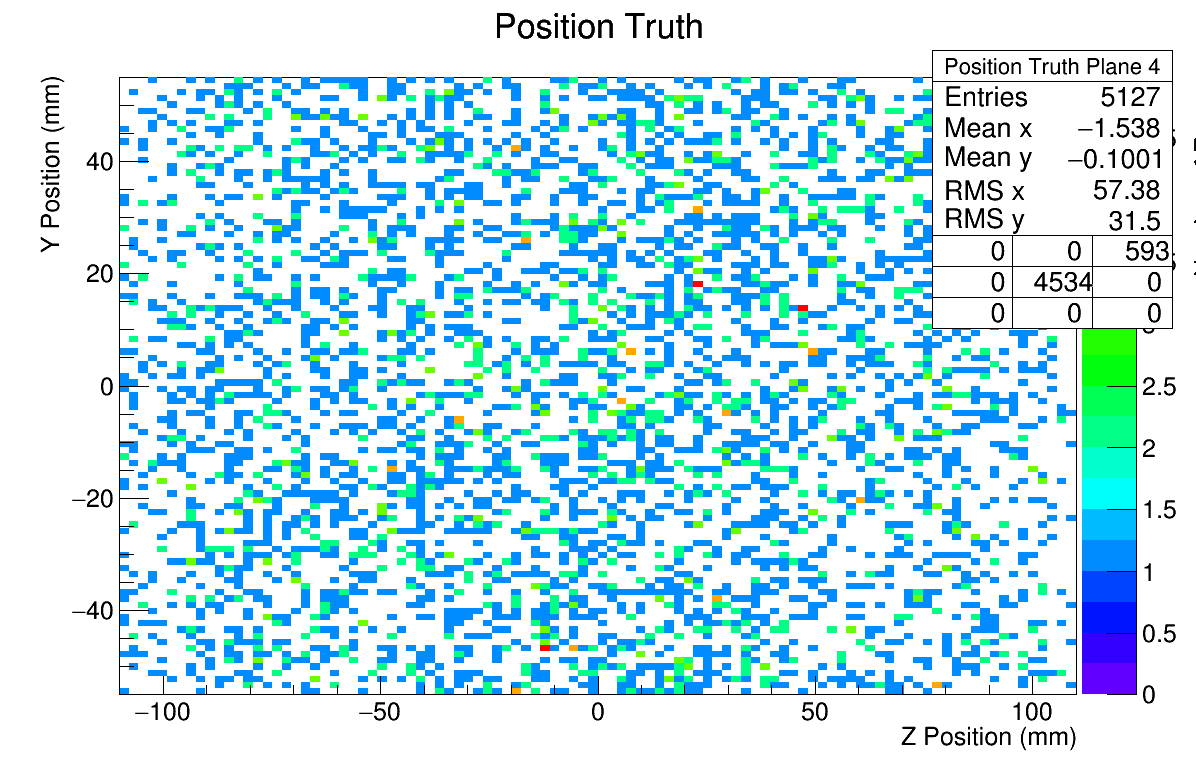 Position Truth
Position Truth Plane 4
Entries 5127
Mean x −1.538
Mean y −0.1001
RMS x 57.38
RMS y 31.5
0 0 593
0 4534 0
0 0 0
Y Position (mm)
40
20
0
−20
−40
2.5
2
1.5
1
0.5
0
−100 −50 0 50 100
Z Position (mm)